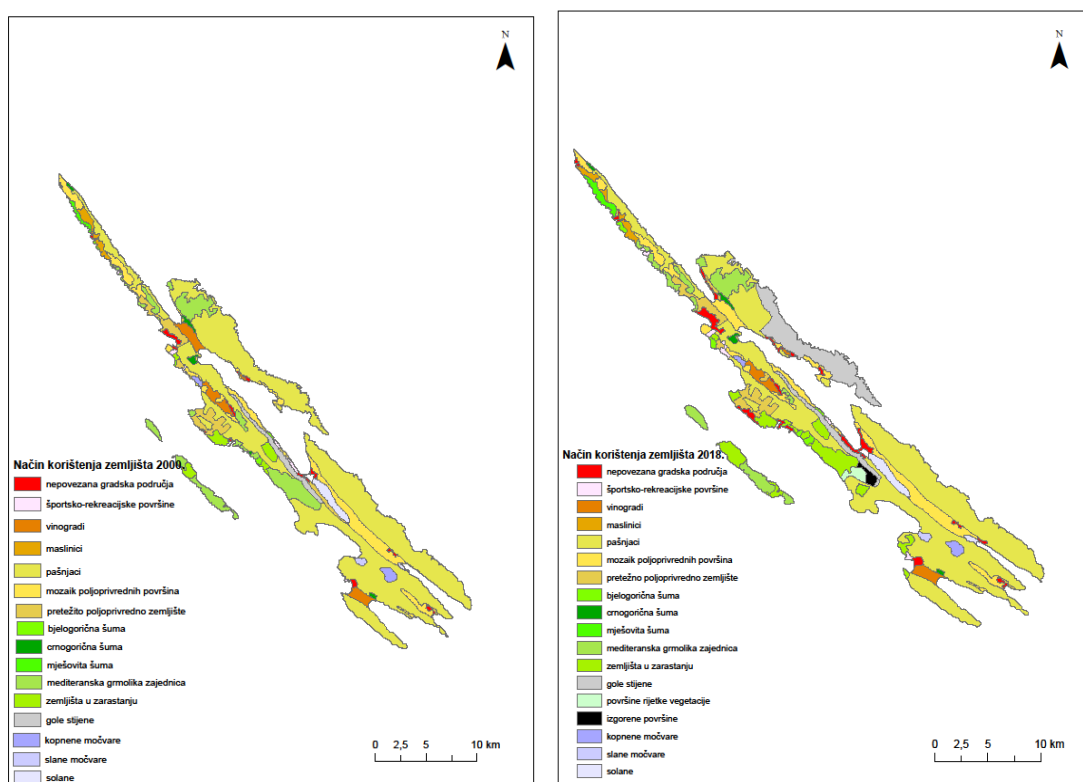 N
Način korištenja zemljišta 2000.
nepovezana gradska područja
športsko-rekreacijske površine
vinogradi
maslinici
pašnjaci
mozaik poljoprivrednih površina
pretežito poljoprivredno zemljište
bjelogorična šuma
crnogorična šuma
mješovita šuma
mediteranska grmolika zajednica
zemljišta u zarastanju
gole stijene
kopnene močvare
slane močvare
solane
0 2,5 5 10 km
N
Način korištenja zemljišta 2018.
nepovezana gradska područja
športsko-rekreacijske površine
vinogradi
maslinici
pašnjaci
mozaik poljoprivrednih površina
pretežno poljoprivredno zemljište
bjelogorična šuma
crnogorična šuma
mješovita šuma
mediteranska grmolika zajednica
zemljišta u zarastanju
gole stijene
površine rijetke vegetacije
izgorene površine
kopnene močvare
slane močvare
solane
0 2,5 5 10 km